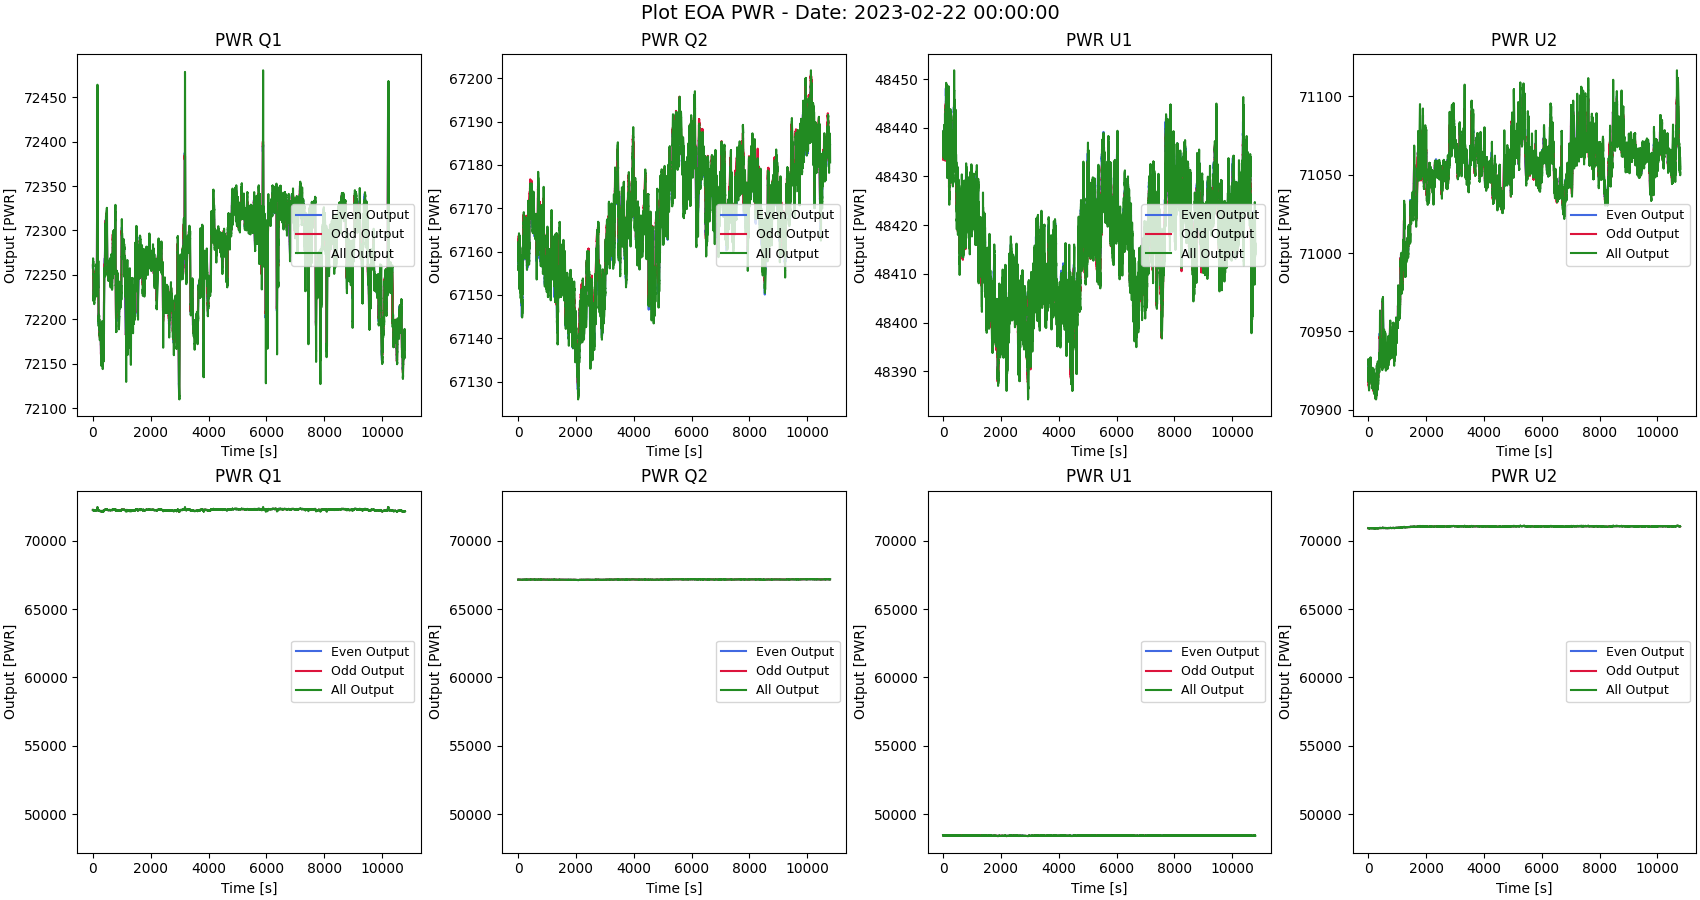 Plot EOA PWR - Date: 2023-02-22 00:00:00
PWR Q1
72450
72400
72350
72300
72250
72200
72150
72100
Output [PWR]
0 2000 4000 6000 8000 10000
Time [s]
Even Output
Odd Output
All Output
PWR Q2
67200
67190
67180
67170
67160
67150
67140
67130
Output [PWR]
0 2000 4000 6000 8000 10000
Time [s]
Even Output
Odd Output
All Output
PWR U1
48450
48440
48430
48420
48410
48400
48390
Output [PWR]
0 2000 4000 6000 8000 10000
Time [s]
Even Output
Odd Output
All Output
PWR U2
71100
71050
71000
70950
70900
Output [PWR]
0 2000 4000 6000 8000 10000
Time [s]
Even Output
Odd Output
All Output
PWR Q1
70000
65000
60000
55000
50000
Output [PWR]
0 2000 4000 6000 8000 10000
Time [s]
Even Output
Odd Output
All Output
PWR Q2
70000
65000
60000
55000
50000
Output [PWR]
0 2000 4000 6000 8000 10000
Time [s]
Even Output
Odd Output
All Output
PWR U1
70000
65000
60000
55000
50000
Output [PWR]
0 2000 4000 6000 8000 10000
Time [s]
Even Output
Odd Output
All Output
PWR U2
70000
65000
60000
55000
50000
Output [PWR]
0 2000 4000 6000 8000 10000
Time [s]
Even Output
Odd Output
All Output